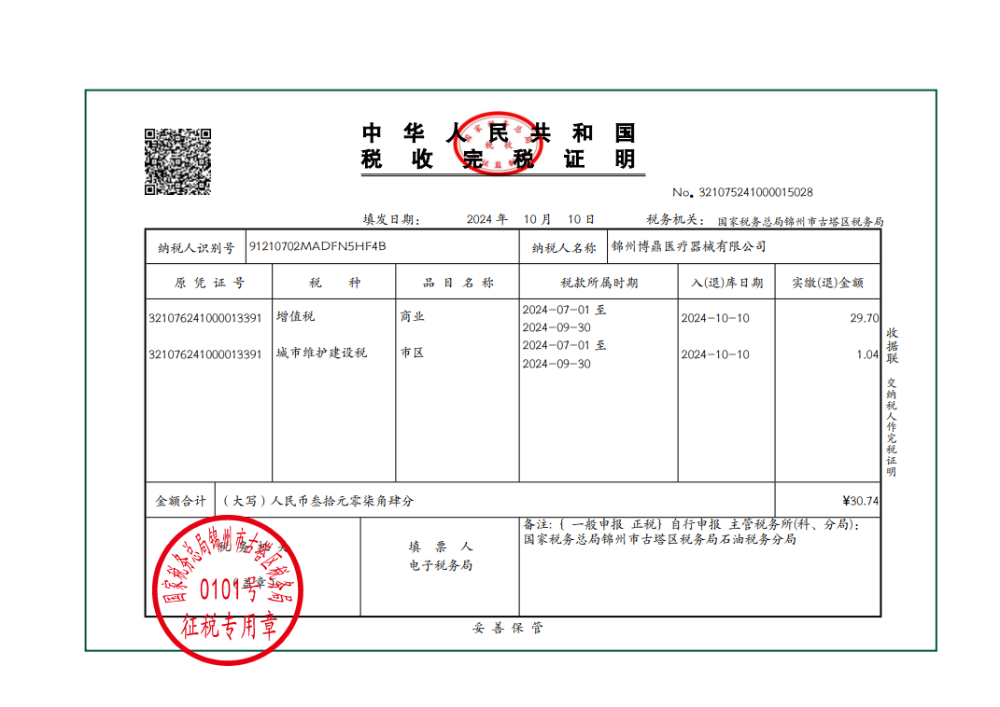 中华人民共和国
税收完税证明
国家税务总局
税收
证监制
No. 321075241000015028
填发日期： 2024 年 10 月 10 日 税务机关： 国家税务总局锦州市古塔区税务局
纳税人识别号 91210702MADFN5HF4B 纳税人名称 锦州博鼎医疗器械有限公司
原凭证号 税种 品目名称 税款所属时期 入(退)库日期 实缴(退)金额
321076241000013391 增值税 商业 2024-07-01 至 2024-09-30 2024-10-10 29.70
321076241000013391 城市维护建设税 市区 2024-07-01 至 2024-09-30 2024-10-10 1.04
收据联 交纳税人作完税证明
金额合计 （大写）人民币叁拾元零柒角肆分 ¥30.74
税务机关
盖章
国家税务总局锦州市古塔区税务局
0101号
征税专用章
填票人
电子税务局
备注:{ 一般申报 正税} 自行申报 主管税务所(科、分局):
国家税务总局锦州市古塔区税务局石油税务分局
妥善保管